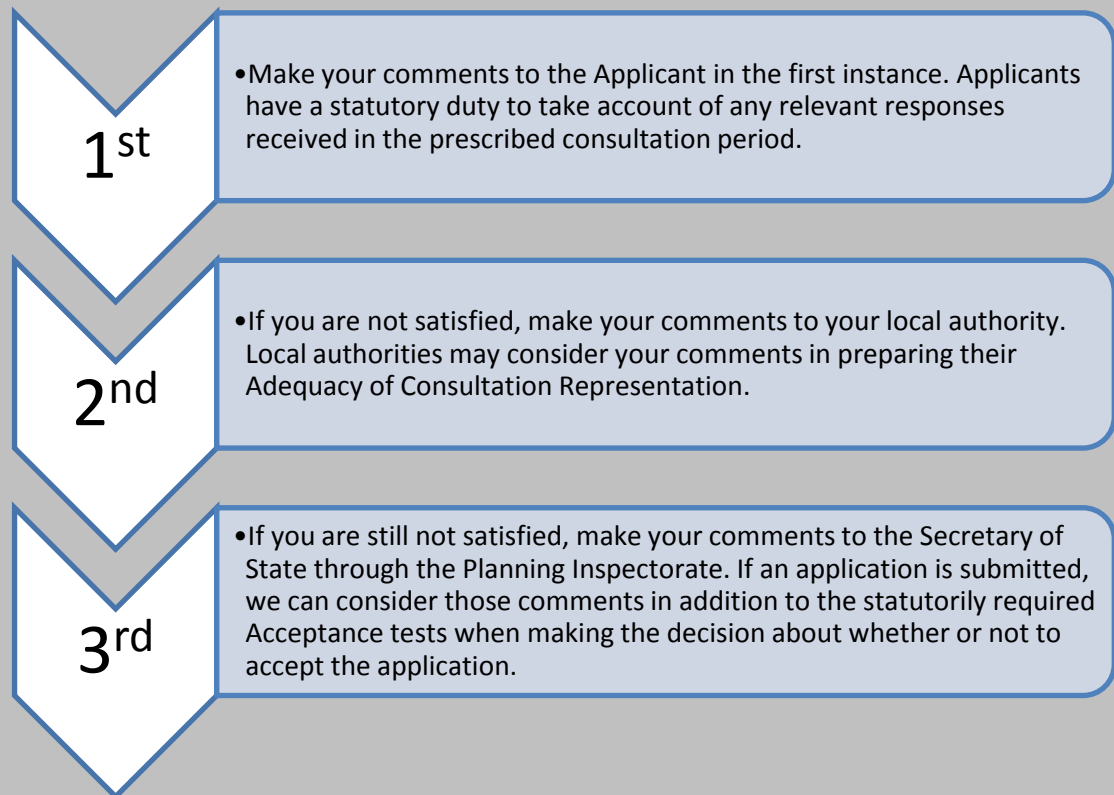 1st
•Make your comments to the Applicant in the first instance. Applicants
have a statutory duty to take account of any relevant responses
received in the prescribed consultation period.
2nd
•If you are not satisfied, make your comments to your local authority.
Local authorities may consider your comments in preparing their
Adequacy of Consultation Representation.
3rd
•If you are still not satisfied, make your comments to the Secretary of
State through the Planning Inspectorate. If an application is submitted,
we can consider those comments in addition to the statutorily required
Acceptance tests when making the decision about whether or not to
accept the application.